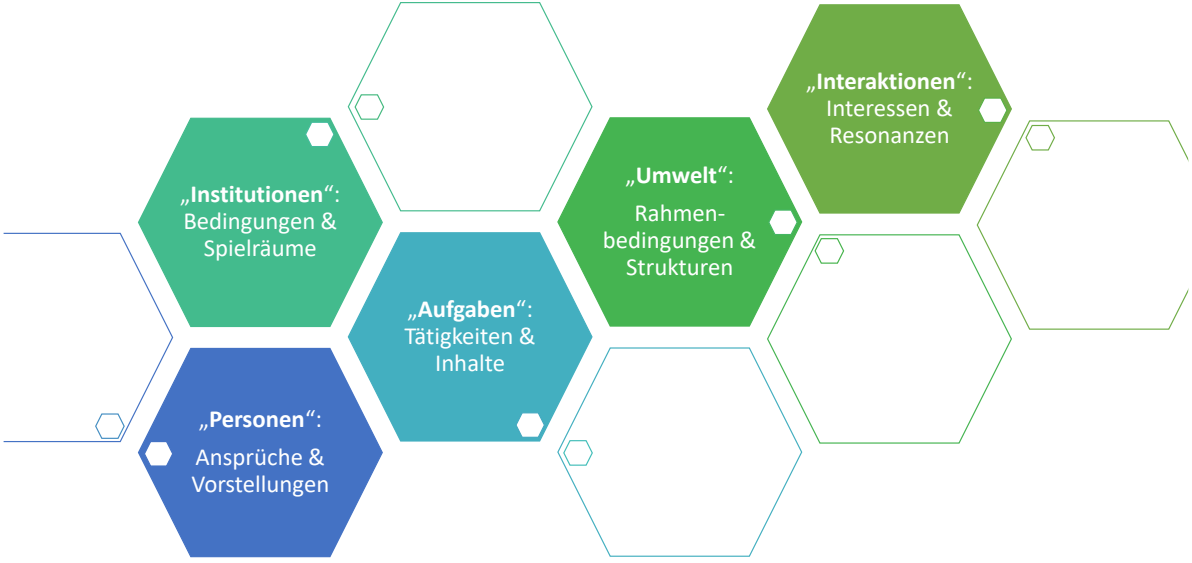 „Institutionen“:
Bedingungen &
Spielräume
„Personen“:
Ansprüche &
Vorstellungen
„Aufgaben“:
Tätigkeiten &
Inhalte
„Umwelt“:
Rahmen-
bedingungen &
Strukturen
„Interaktionen“:
Interessen &
Resonanzen